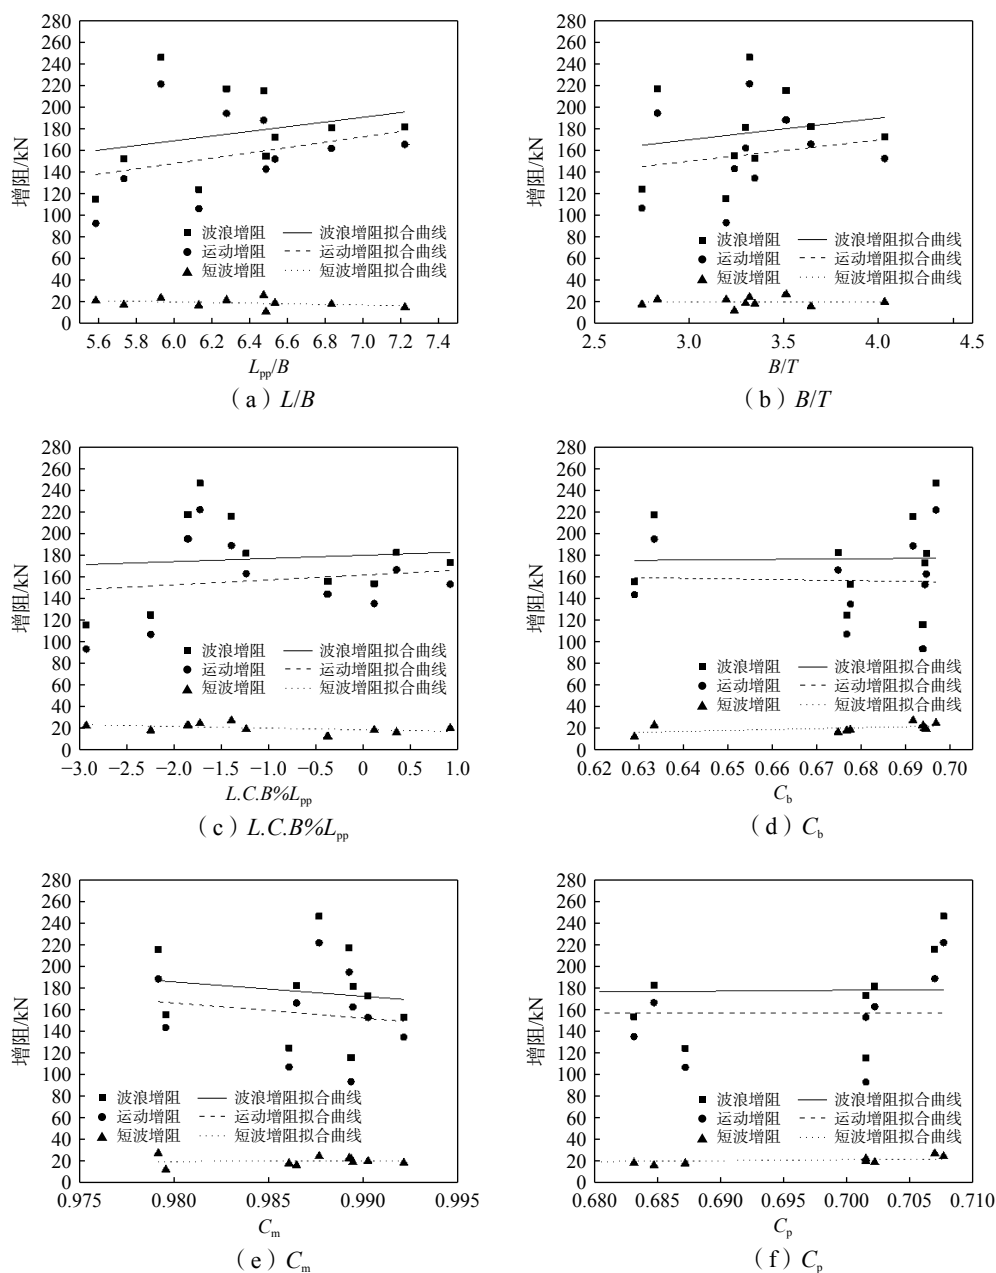 280
260
240
220
200
180
160
140
120
100
80
60
40
20
0
增阻/kN
波浪增阻 波浪增阻拟合曲线
运动增阻 运动增阻拟合曲线
短波增阻 短波增阻拟合曲线
5.6 5.8 6.0 6.2 6.4 6.6 6.8 7.0 7.2 7.4
Lpp/B
(a) L/B
280
260
240
220
200
180
160
140
120
100
80
60
40
20
0
增阻/kN
波浪增阻 波浪增阻拟合曲线
运动增阻 运动增阻拟合曲线
短波增阻 短波增阻拟合曲线
2.5 3.0 3.5 4.0 4.5
B/T
(b) B/T
280
260
240
220
200
180
160
140
120
100
80
60
40
20
0
增阻/kN
波浪增阻 波浪增阻拟合曲线
运动增阻 运动增阻拟合曲线
短波增阻 短波增阻拟合曲线
−3.0 −2.5 −2.0 −1.5 −1.0 −0.5 0 0.5 1.0
L.C.B%Lpp
(c) L.C.B%Lpp
280
260
240
220
200
180
160
140
120
100
80
60
40
20
0
增阻/kN
波浪增阻 波浪增阻拟合曲线
运动增阻 运动增阻拟合曲线
短波增阻 短波增阻拟合曲线
0.62 0.63 0.64 0.65 0.66 0.67 0.68 0.69 0.70
Cb
(d) Cb
280
260
240
220
200
180
160
140
120
100
80
60
40
20
0
增阻/kN
波浪增阻 波浪增阻拟合曲线
运动增阻 运动增阻拟合曲线
短波增阻 短波增阻拟合曲线
0.975 0.980 0.985 0.990 0.995
Cm
(e) Cm
280
260
240
220
200
180
160
140
120
100
80
60
40
20
0
增阻/kN
波浪增阻 波浪增阻拟合曲线
运动增阻 运动增阻拟合曲线
短波增阻 短波增阻拟合曲线
0.680 0.685 0.690 0.695 0.700 0.705 0.710
Cp
(f) Cp